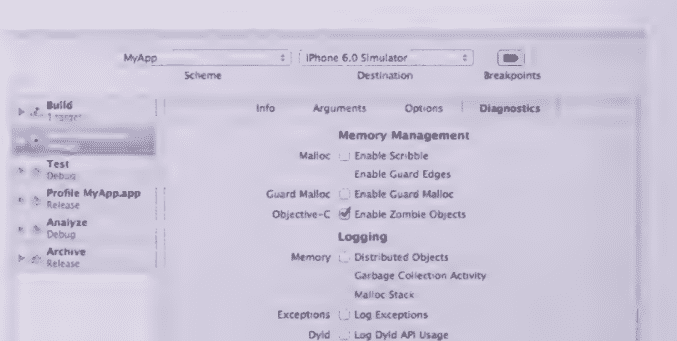 MyApp iPhone 6.0 Simulator
Scheme Destination Breakpoints
Info Arguments Options Diagnostics
Build
1 target
Test
Debug
Profile MyApp.app
Release
Analyze
Debug
Archive
Release
Memory Management
Malloc Enable Scribble
Enable Guard Edges
Guard Malloc Enable Guard Malloc
Objective-C Enable Zombie Objects
Logging
Memory Distributed Objects
Garbage Collection Activity
Malloc Stack
Exceptions Log Exceptions
Dyld Log Dyld API Usage